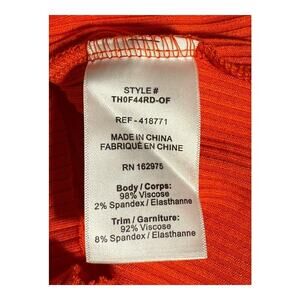 STYLE #
TH0F44RD-OF
REF - 418771
MADE IN CHINA
FABRIQUÉ EN CHINE
RN 162975
Body / Corps:
98% Viscose
2% Spandex / Elasthanne
Trim / Garniture:
92% Viscose
8% Spandex / Elasthanne